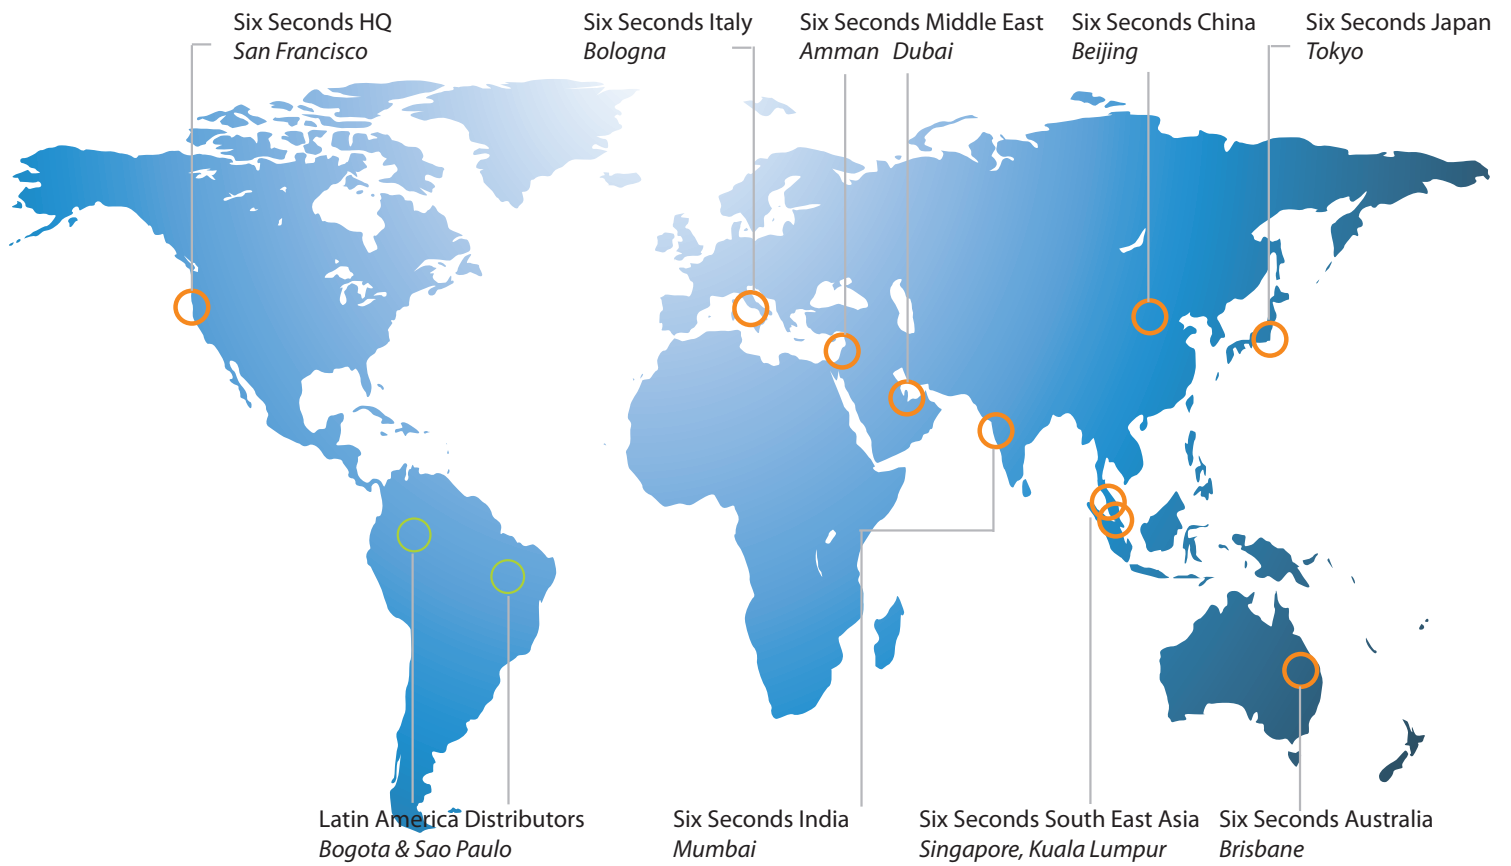 Six Seconds HQ
San Francisco
Six Seconds Italy
Bologna
Six Seconds Middle East
Amman Dubai
Six Seconds China
Beijing
Six Seconds Japan
Tokyo
Latin America Distributors
Bogota & Sao Paulo
Six Seconds India
Mumbai
Six Seconds South East Asia
Singapore, Kuala Lumpur
Six Seconds Australia
Brisbane